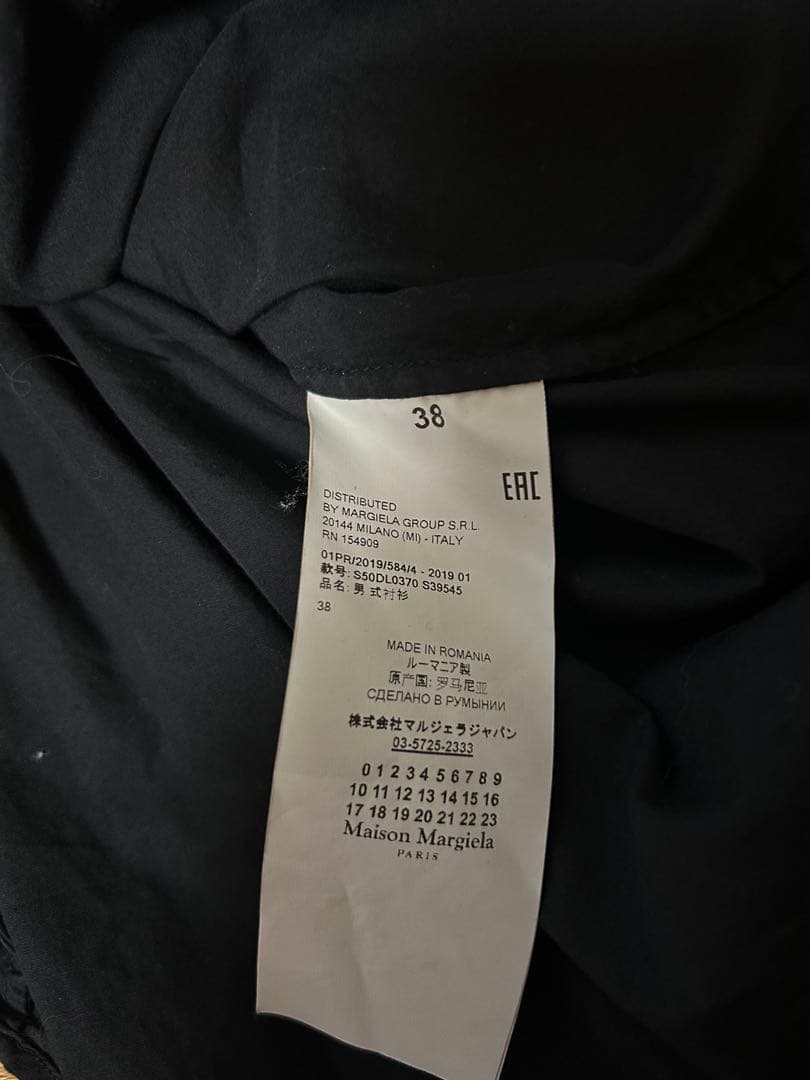 38
EAC
DISTRIBUTED
BY MARGIELA GROUP S.R.L.
20144 MILANO (MI) - ITALY
RN 154909
01PR/2019/584/4 - 2019 01
款号: S50DL0370 S39545
品名: 男 式衬衫
38
MADE IN ROMANIA
ルーマニア製
原产国: 罗马尼亚
СДЕЛАНО В РУМЫНИИ
株式会社マルジェラジャパン
03-5725-2333
0 1 2 3 4 5 6 7 8 9
10 11 12 13 14 15 16
17 18 19 20 21 22 23
Maison Margiela
PARIS